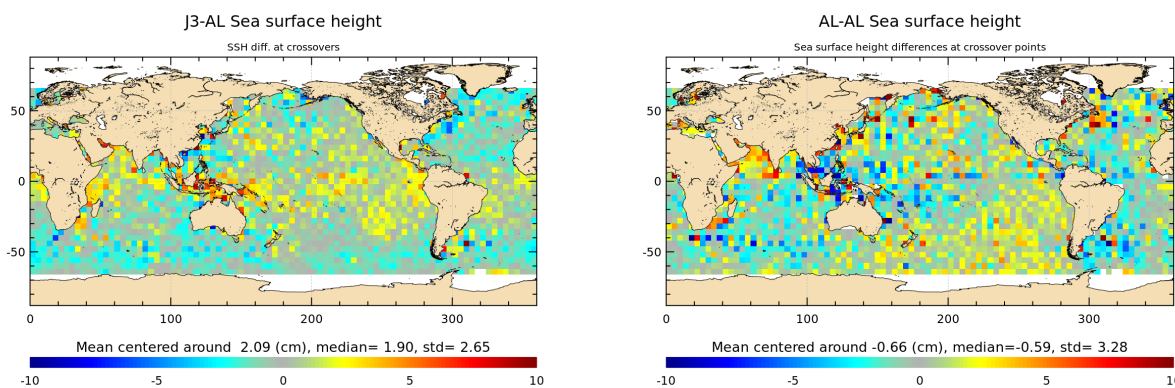 J3-AL Sea surface height
SSH diff. at crossovers
50
0
-50
0 100 200 300
Mean centered around 2.09 (cm), median= 1.90, std= 2.65
-10 -5 0 5 10
AL-AL Sea surface height
Sea surface height differences at crossover points
50
0
-50
0 100 200 300
Mean centered around -0.66 (cm), median=-0.59, std= 3.28
-10 -5 0 5